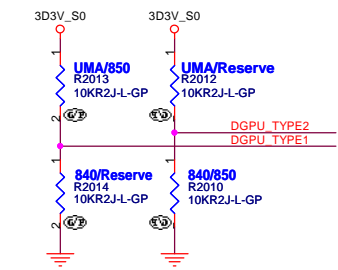 3D3V_S0
3D3V_S0
1
1
UMA/850
R2013
10KR2J-L-GP
UMA/Reserve
R2012
10KR2J-L-GP
2
2
DGPU_TYPE2
DGPU_TYPE1
1
1
840/Reserve
R2014
10KR2J-L-GP
840/850
R2010
10KR2J-L-GP
2
2